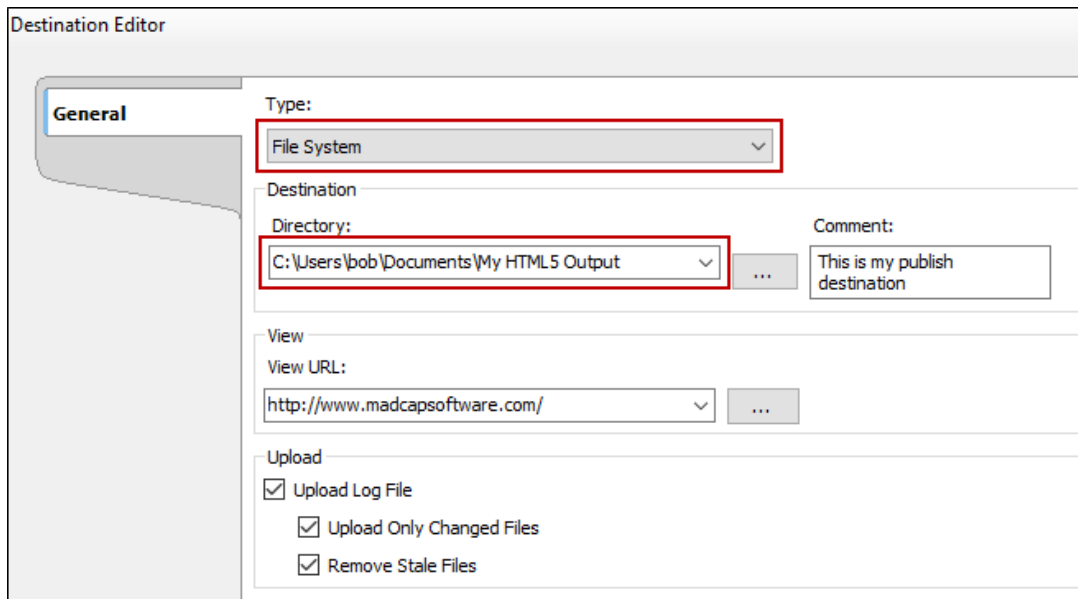 Destination Editor
General
Type:
File System
Destination
Directory:
Comment:
C:\Users\bob\Documents\My HTML5 Output
...
This is my publish
destination
View
View URL:
http://www.madcapsoftware.com/
...
Upload
Upload Log File
Upload Only Changed Files
Remove Stale Files